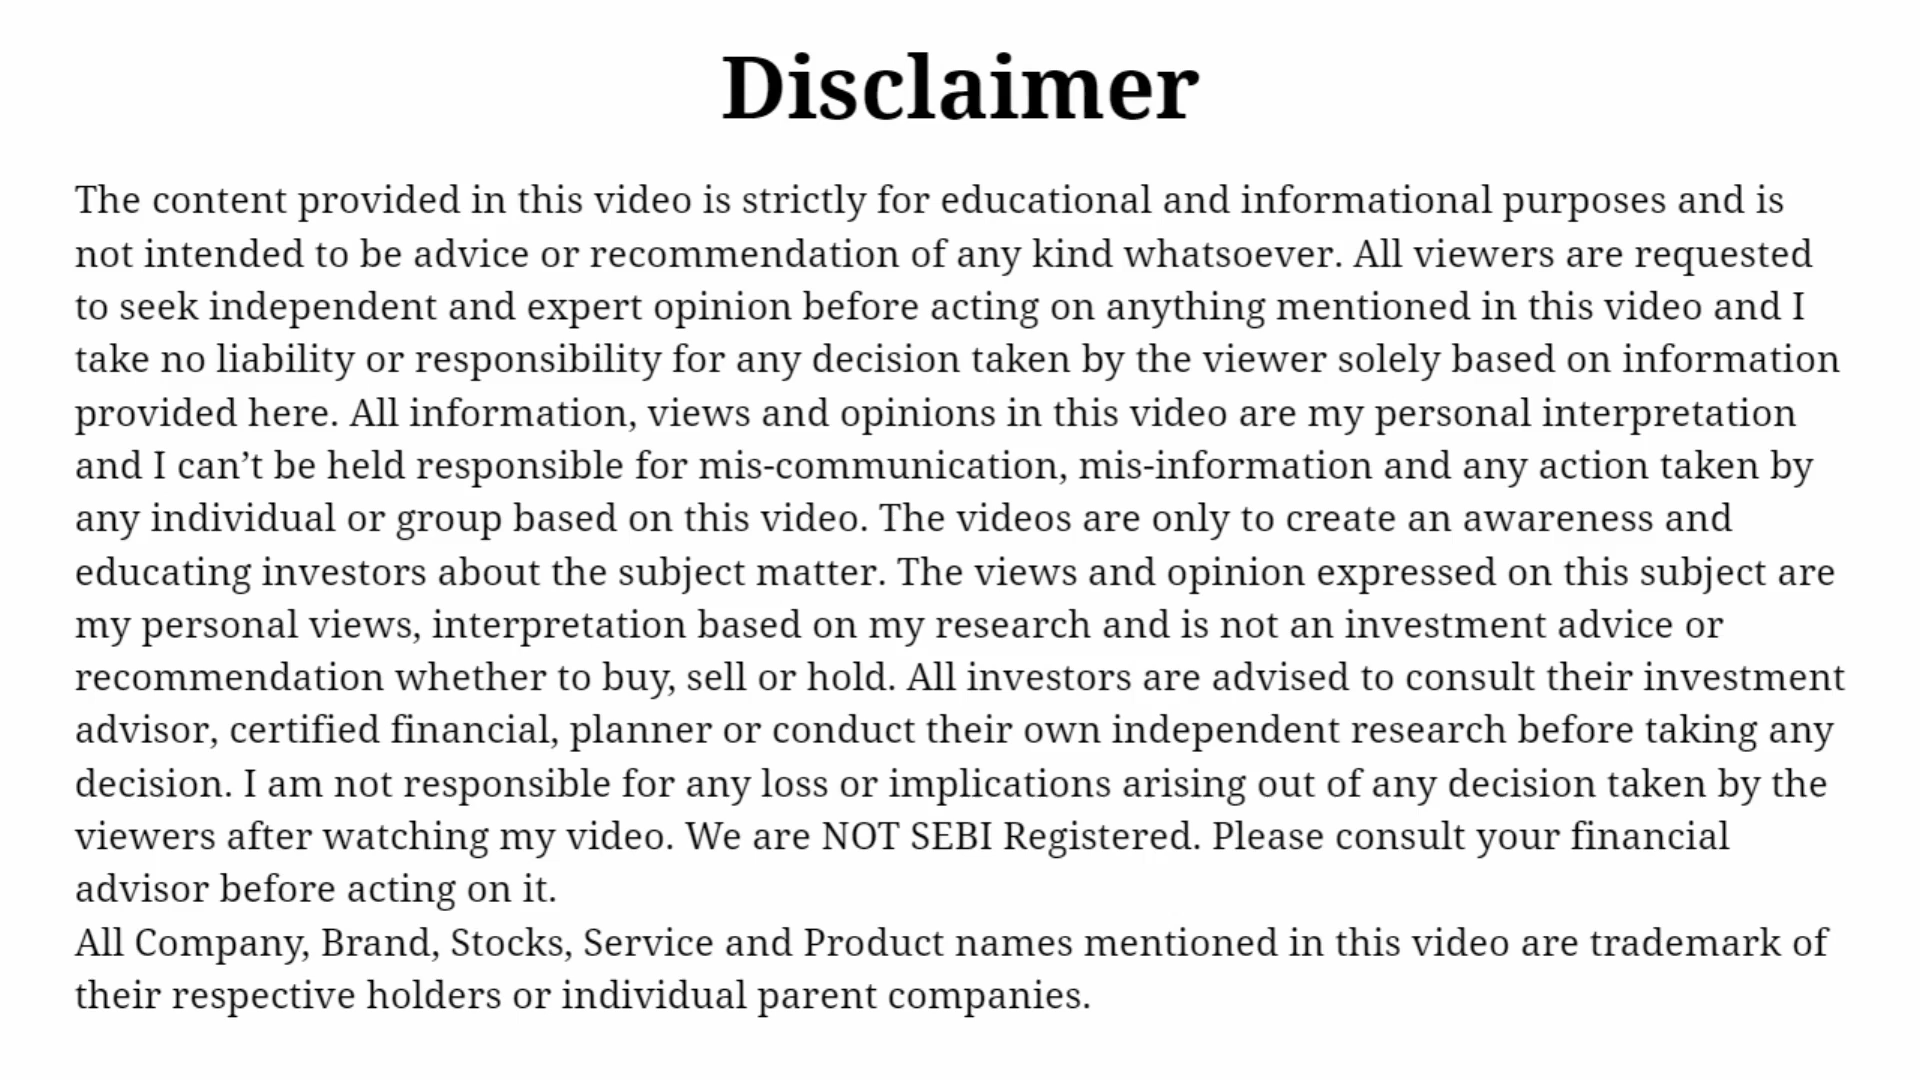 Disclaimer
The content provided in this video is strictly for educational and informational purposes and is
not intended to be advice or recommendation of any kind whatsoever. All viewers are requested
to seek independent and expert opinion before acting on anything mentioned in this video and I
take no liability or responsibility for any decision taken by the viewer solely based on information
provided here. All information, views and opinions in this video are my personal interpretation
and I can’t be held responsible for mis-communication, mis-information and any action taken by
any individual or group based on this video. The videos are only to create an awareness and
educating investors about the subject matter. The views and opinion expressed on this subject are
my personal views, interpretation based on my research and is not an investment advice or
recommendation whether to buy, sell or hold. All investors are advised to consult their investment
advisor, certified financial, planner or conduct their own independent research before taking any
decision. I am not responsible for any loss or implications arising out of any decision taken by the
viewers after watching my video. We are NOT SEBI Registered. Please consult your financial
advisor before acting on it.
All Company, Brand, Stocks, Service and Product names mentioned in this video are trademark of
their respective holders or individual parent companies.